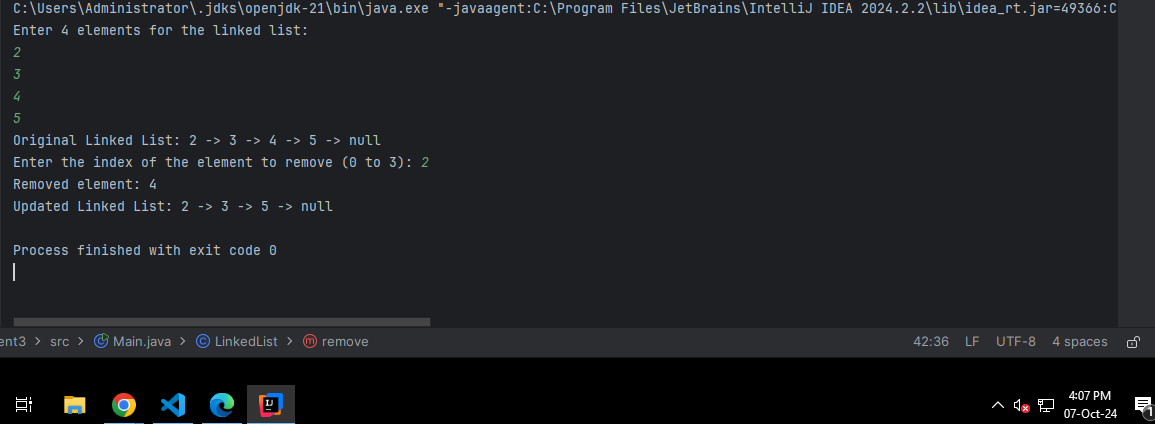 C:\Users\Administrator\.jdks\openjdk-21\bin\java.exe "-javaagent:C:\Program Files\JetBrains\IntelliJ IDEA 2024.2.2\lib\idea_rt.jar=49366:C
Enter 4 elements for the linked list:
2
3
4
5
Original Linked List: 2 -> 3 -> 4 -> 5 -> null
Enter the index of the element to remove (0 to 3): 2
Removed element: 4
Updated Linked List: 2 -> 3 -> 5 -> null
Process finished with exit code 0
ent3 > src > Main.java > LinkedList > remove 42:36 LF UTF-8 4 spaces
4:07 PM
07-Oct-24
1